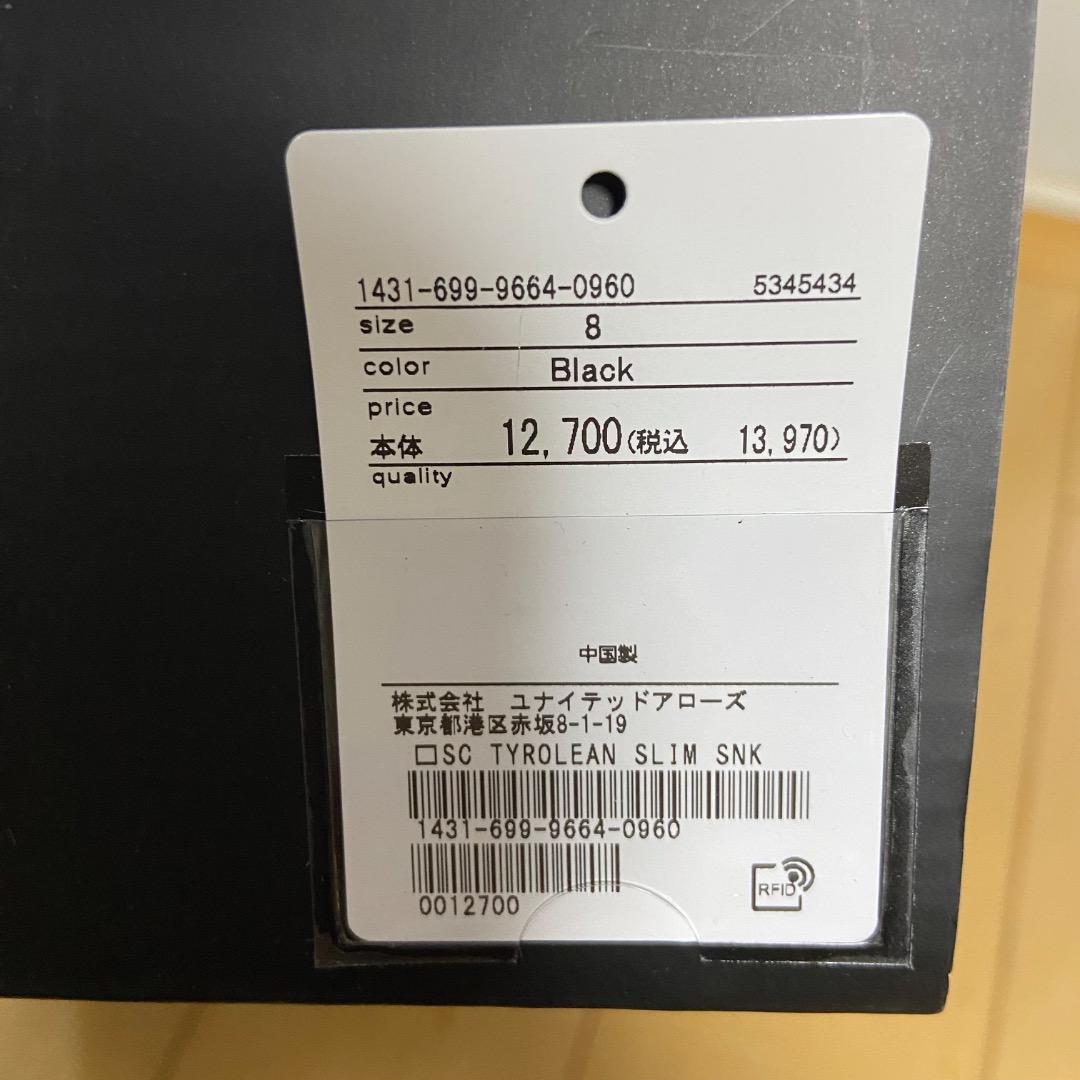 1431-699-9664-0960 5345434
size 8
color Black
price
本体 12,700(税込 13,970)
quality
中国製
株式会社 ユナイテッドアローズ
東京都港区赤坂8-1-19
□SC TYROLEAN SLIM SNK
1431-699-9664-0960
0012700
RFID